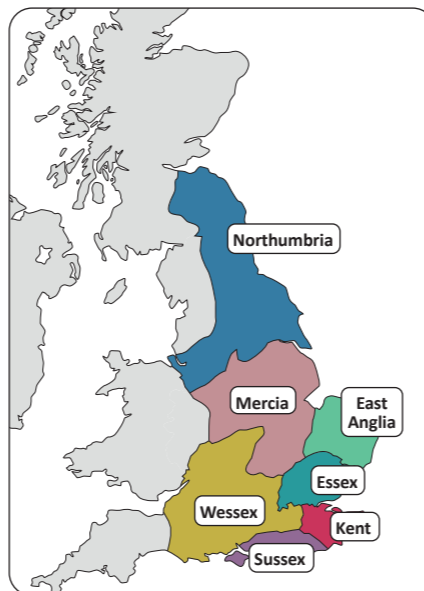 Northumbria
Mercia
East
Anglia
Essex
Wessex
Kent
Sussex